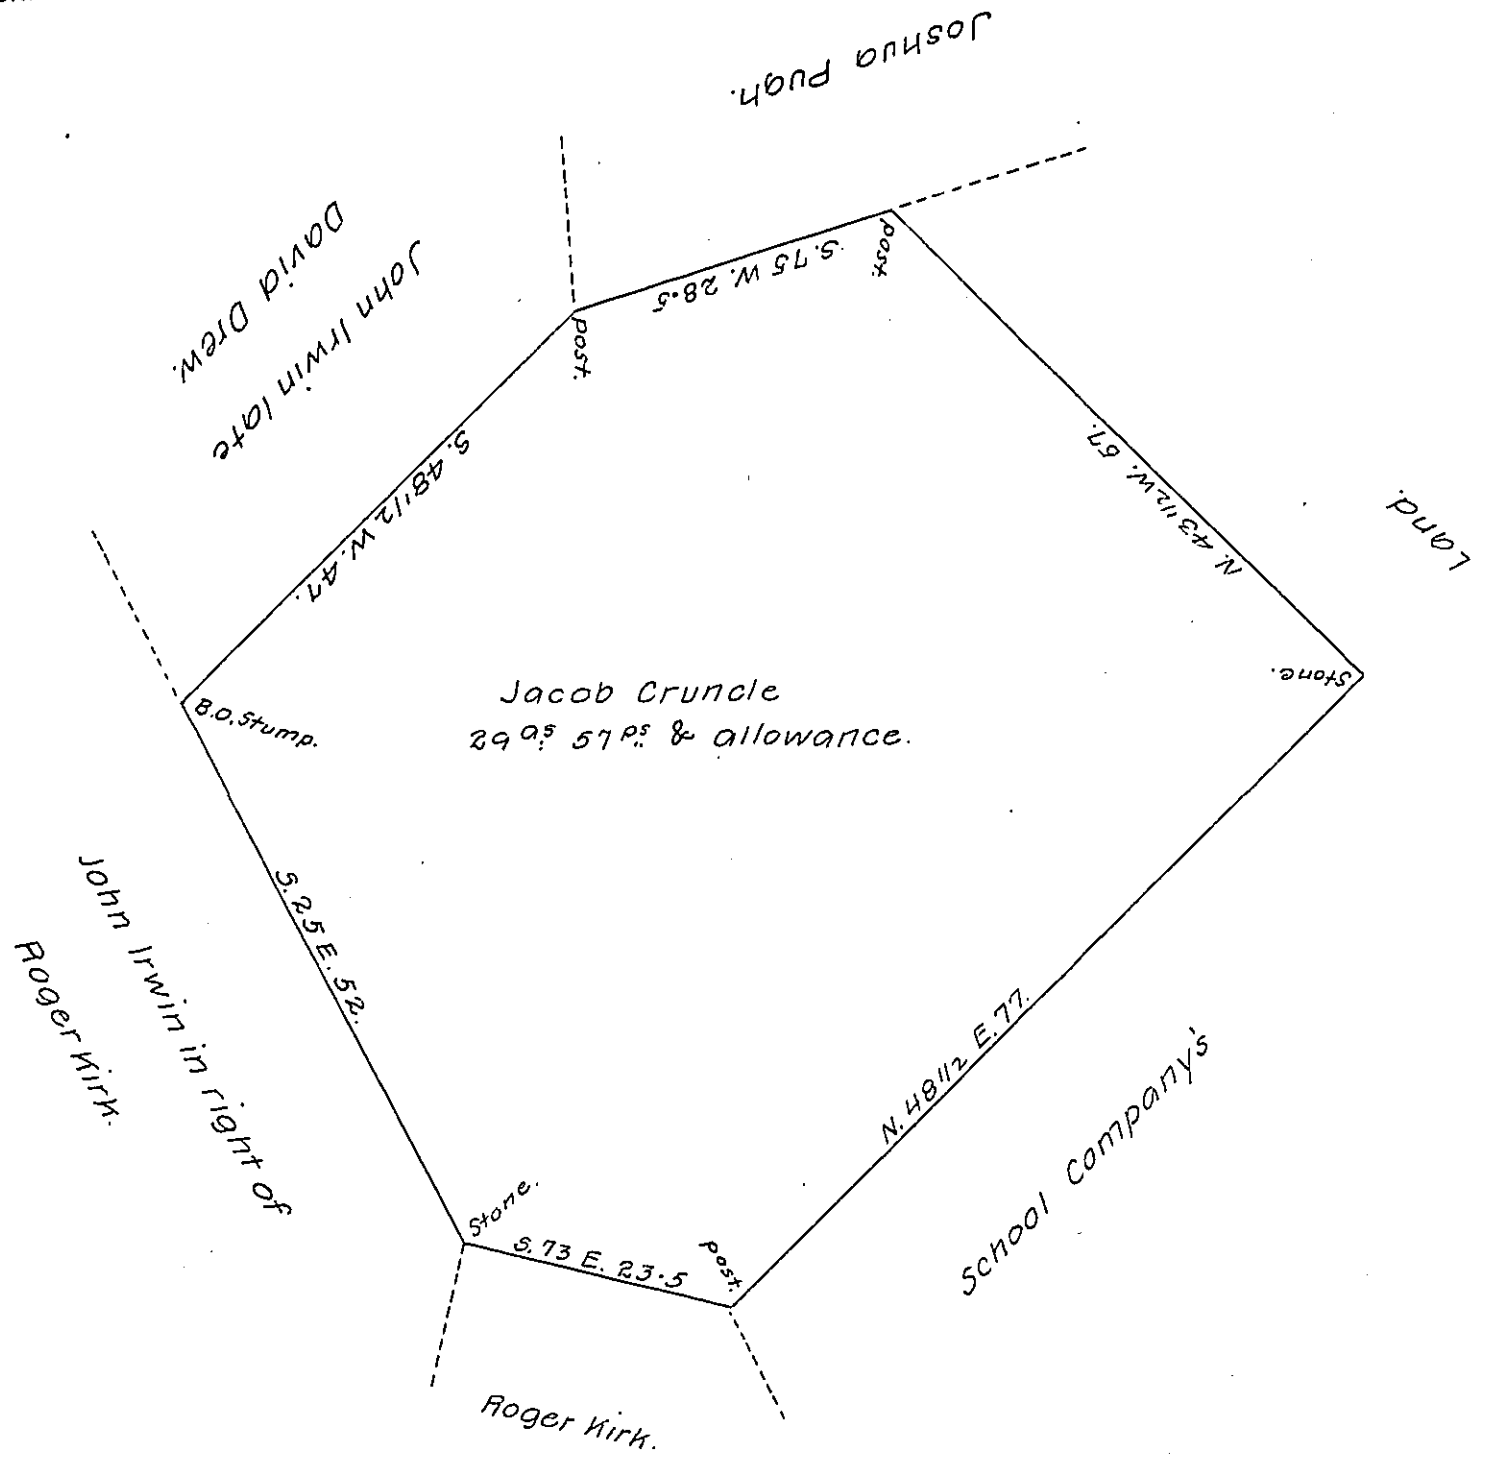 Joshua Pugh.
David Drew.
John Irwin late
S. 75 W. 28.5
post.
post.
S. 48 1/2 W. 47.
N. 43 1/2 W. 57.
Land.
Stone.
B.O. Stump.
Jacob Cruncle
29 as. 57 ps. & allowance.
S. 25 E. 52.
John Irwin in right of
Roger Kirk.
N. 48 1/2 E. 77.
School Company's
Stone.
S. 73 E. 23.5
post.
Roger Kirk.